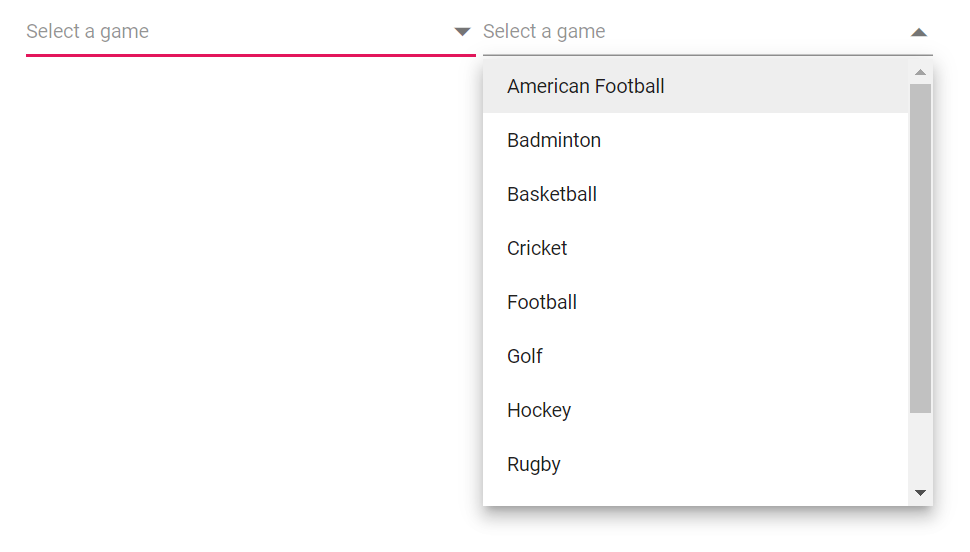 Select a game
Select a game
American Football
Badminton
Basketball
Cricket
Football
Golf
Hockey
Rugby